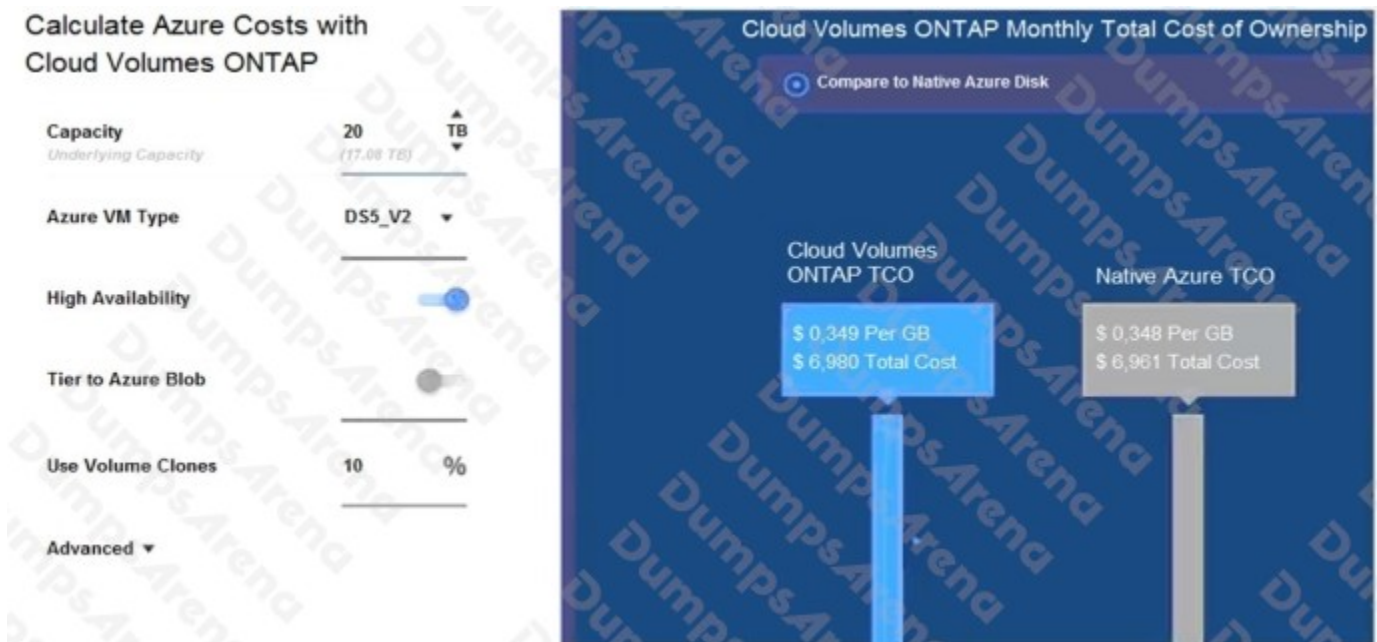 Calculate Azure Costs with
Cloud Volumes ONTAP
Capacity 20 TB
Underlying Capacity (17.08 TB)
Azure VM Type DS5_V2
High Availability
Tier to Azure Blob
Use Volume Clones 10 %
Advanced
Cloud Volumes ONTAP Monthly Total Cost of Ownership
Compare to Native Azure Disk
Cloud Volumes
ONTAP TCO
$ 0,349 Per GB
$ 6,980 Total Cost
Native Azure TCO
$ 0,348 Per GB
$ 6,961 Total Cost
DumpsArena